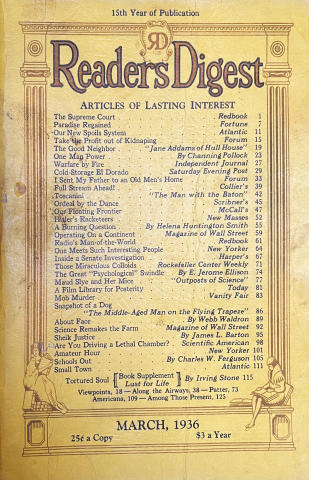 15th Year of Publication
RD
Readers Digest
ARTICLES OF LASTING INTEREST
The Supreme Court Redbook 1
Paradise Regained Fortune 7
Our New Spoils System Atlantic 11
Take the Profit out of Kidnaping Forum 15
The Good Neighbor "Jane Addams of Hull House" 19
One Man Power By Channing Pollock 23
Warfare by Fire Independent Journal 27
Cold-Storage El Dorado Saturday Evening Post 29
I Sent My Father to an Old Men's Home Forum 33
Full Stream Ahead! Collier's 39
Toscanini "The Man with the Baton" 42
Ordeal by the Dance Scribner's 45
Our Floating Frontier McCall's 47
Hitler's Racketeers New Masses 52
A Burning Question By Helena Huntington Smith 55
Operating On a Continent Magazine of Wall Street 59
Radio's Man-of-the-World Redbook 61
One Meets Such Interesting People New Yorker 64
Inside a Senate Investigation Harper's 67
Those Miraculous Colloids Rockefeller Center Weekly 71
The Great "Psychological" Swindle By E. Jerome Ellison 74
Maud Slye and Her Mice "Outposts of Science" 77
A Film Library for Posterity Today 81
Mob Murder Vanity Fair 83
Snapshot of a Dog
"The Middle-Aged Man on the Flying Trapeze" 86
About Face By Webb Waldron 89
Science Remakes the Farm Magazine of Wall Street 92
Sheik Justice By James L. Barton 95
Are You Driving a Lethal Chamber? Scientific American 98
Amateur Hour New Yorker 101
Schools Out By Charles W. Ferguson 105
Small Town Atlantic 111
Tortured Soul [Book Supplement Lust for Life] By Irving Stone 115
Viewpoints, 18—Along the Airways, 38—Patter, 73
Americana, 109—Among Those Present, 125
MARCH, 1936
25¢ a Copy $3 a Year